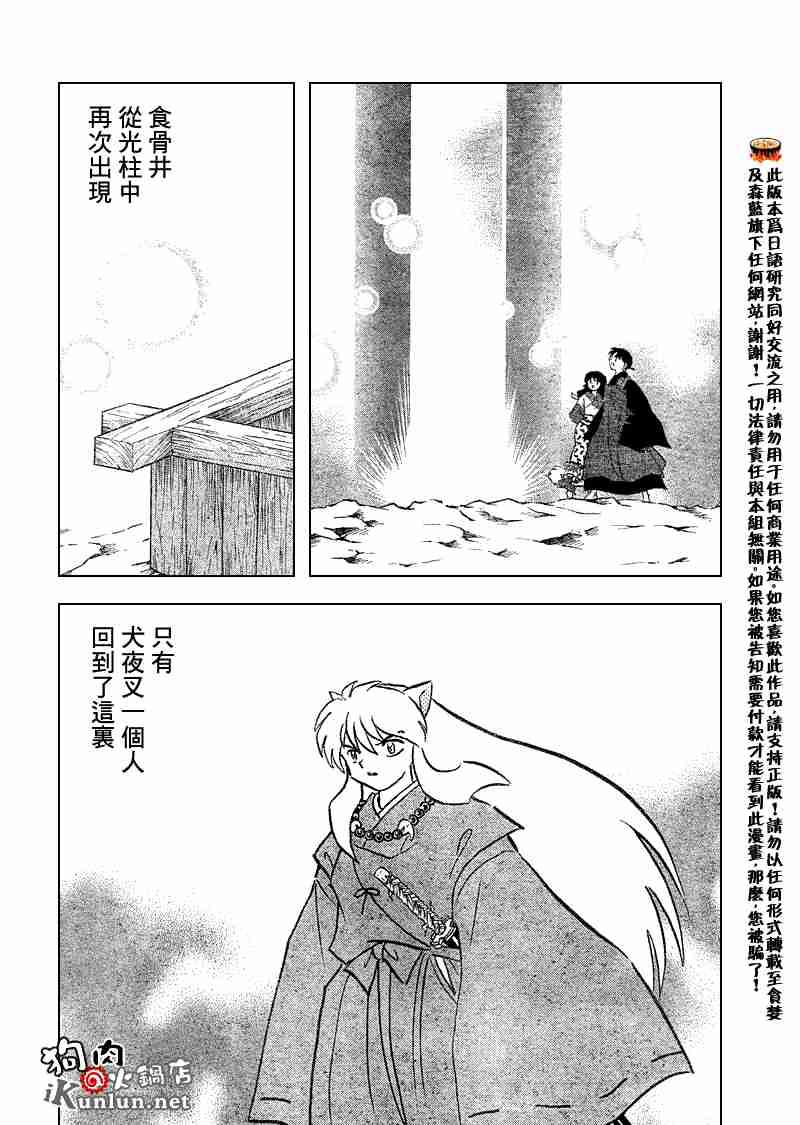 食骨井
從光柱中
再次出現
只有
犬夜叉一個人
回到了這裏
此版本爲日語研究同好交流之用，請勿用于任何商業用途。如您喜歡此作品，請支持正版！請勿以任何形式轉載至貪婪
及森藍旗下任何網站，謝謝！一切法律責任與本組無關。如果您被告知需要付款才能看到此漫畫，那麽，您被騙了！
狗肉
火鍋店
iKunlun.net